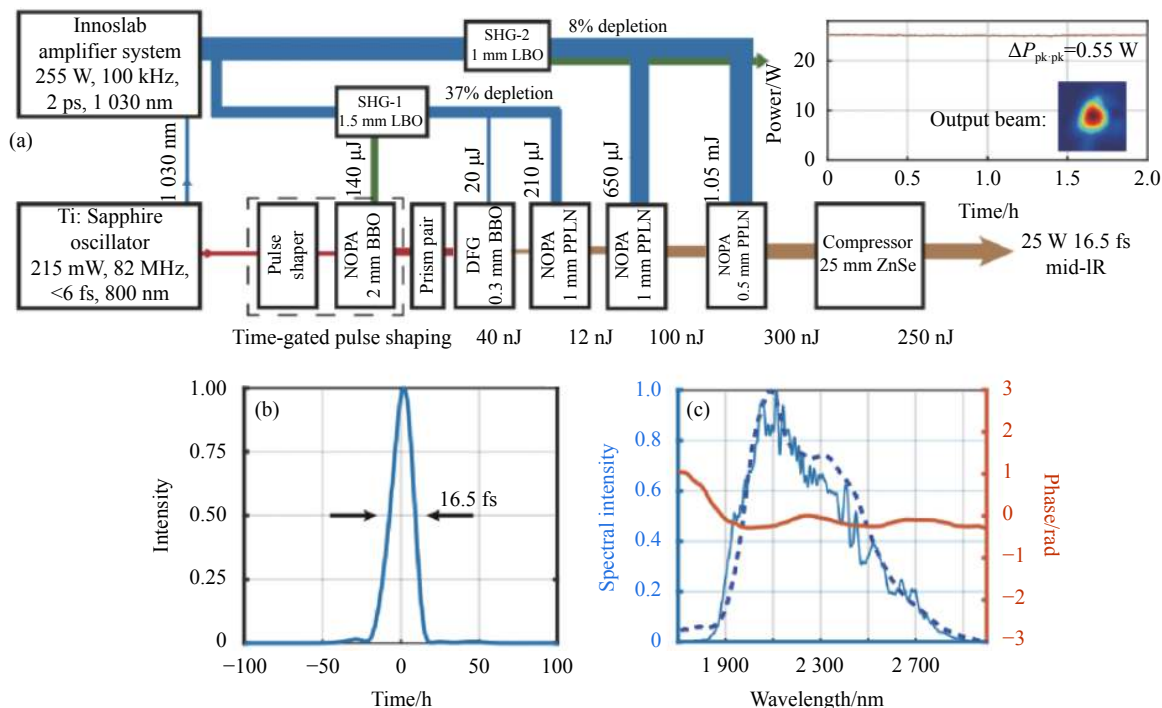 Innoslab
amplifier system
255 W, 100 kHz,
2 ps, 1 030 nm
SHG-2
1 mm LBO
8% depletion
SHG-1
1.5 mm LBO
37% depletion
(a)
1 030 nm
140 μJ
20 μJ
210 μJ
650 μJ
1.05 mJ
Ti: Sapphire
oscillator
215 mW, 82 MHz,
<6 fs, 800 nm
Pulse
shaper
NOPA
2 mm BBO
Prism pair
DFG
0.3 mm BBO
NOPA
1 mm PPLN
NOPA
1 mm PPLN
NOPA
0.5 mm PPLN
Compressor
25 mm ZnSe
25 W 16.5 fs
mid-lR
Time-gated pulse shaping
40 nJ
12 nJ
100 nJ
300 nJ
250 nJ
Power/W
20
10
0
ΔPpk·pk=0.55 W
Output beam:
0 0.5 1.0 1.5 2.0
Time/h
(b)
Intensity
1.00
0.75
0.50
0.25
0
16.5 fs
−100 −50 0 50 100
Time/h
(c)
Spectral intensity
1.0
0.8
0.6
0.4
0.2
0
3
2
1
0
−1
−2
−3
Phase/rad
1 900 2 300 2 700
Wavelength/nm